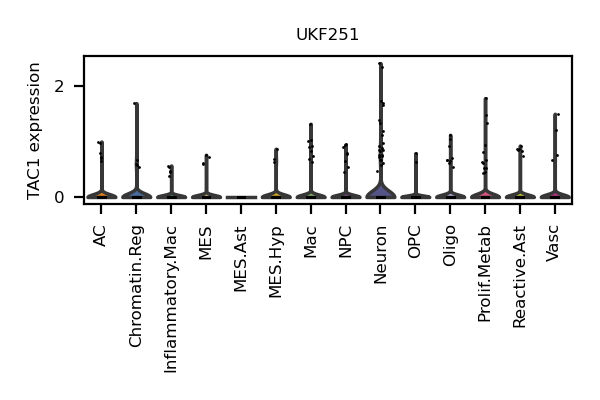 UKF251
TAC1 expression
2
0
AC
Chromatin.Reg
Inflammatory.Mac
MES
MES.Ast
MES.Hyp
Mac
NPC
Neuron
OPC
Oligo
Prolif.Metab
Reactive.Ast
Vasc